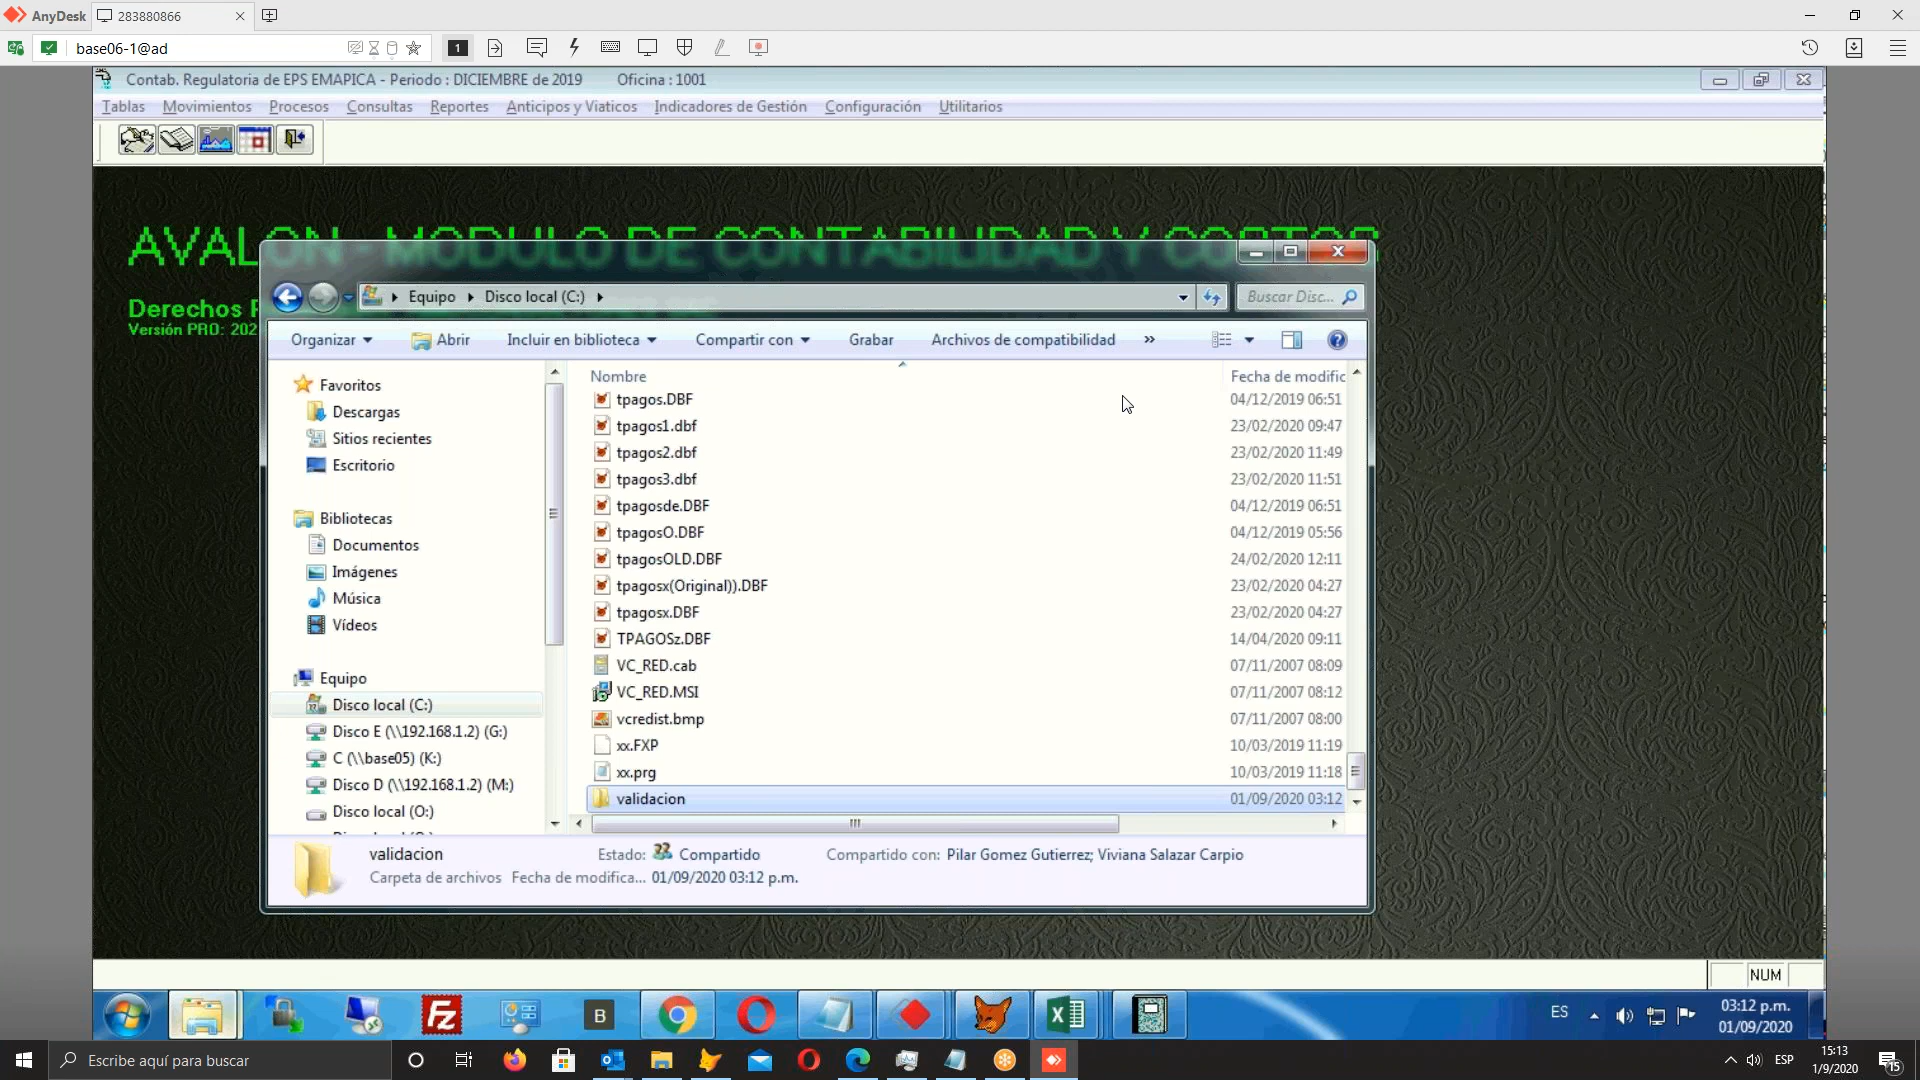 AnyDesk
283880866
base06-1@ad
1
Contab. Regulatoria de EPS EMAPICA - Periodo : DICIEMBRE de 2019 Oficina : 1001
Tablas Movimientos Procesos Consultas Reportes Anticipos y Viaticos Indicadores de Gestión Configuración Utilitarios
AVALON - MODULO DE CONTABILIDAD Y COSTOS
Derechos
Versión PRO: 202
Equipo Disco local (C:)
Buscar Disc...
Organizar Abrir Incluir en biblioteca Compartir con Grabar Archivos de compatibilidad »
Nombre Fecha de modific
Favoritos
Descargas
Sitios recientes
Escritorio
Bibliotecas
Documentos
Imágenes
Música
Vídeos
Equipo
Disco local (C:)
Disco E (\\192.168.1.2) (G:)
C (\\base05) (K:)
Disco D (\\192.168.1.2) (M:)
Disco local (O:)
tpagos.DBF 04/12/2019 06:51
tpagos1.dbf 23/02/2020 09:47
tpagos2.dbf 23/02/2020 11:49
tpagos3.dbf 23/02/2020 11:51
tpagosde.DBF 04/12/2019 06:51
tpagosO.DBF 04/12/2019 05:56
tpagosOLD.DBF 24/02/2020 12:11
tpagosx(Original)).DBF 23/02/2020 04:27
tpagosx.DBF 23/02/2020 04:27
TPAGOSz.DBF 14/04/2020 09:11
VC_RED.cab 07/11/2007 08:09
VC_RED.MSI 07/11/2007 08:12
vcredist.bmp 07/11/2007 08:00
xx.FXP 10/03/2019 11:19
xx.prg 10/03/2019 11:18
validacion 01/09/2020 03:12
validacion Estado: Compartido Compartido con: Pilar Gomez Gutierrez; Viviana Salazar Carpio
Carpeta de archivos Fecha de modifica... 01/09/2020 03:12 p.m.
NUM
B
ES
03:12 p.m.
01/09/2020
Escribe aquí para buscar
ESP
15:13
1/9/2020
15